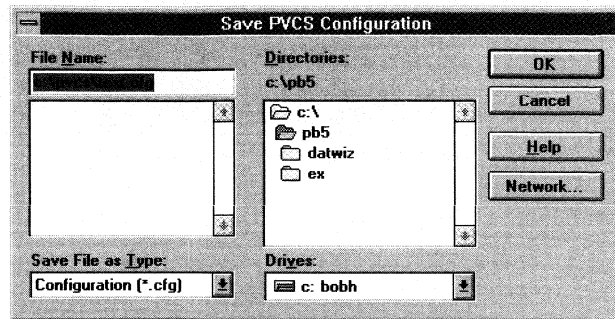 Save PVCS Configuration
File Name:
Directories:
c:\pb5
OK
Cancel
Help
Network...
c:\
pb5
datwiz
ex
Save File as Type:
Configuration (*.cfg)
Drives:
c: bobh